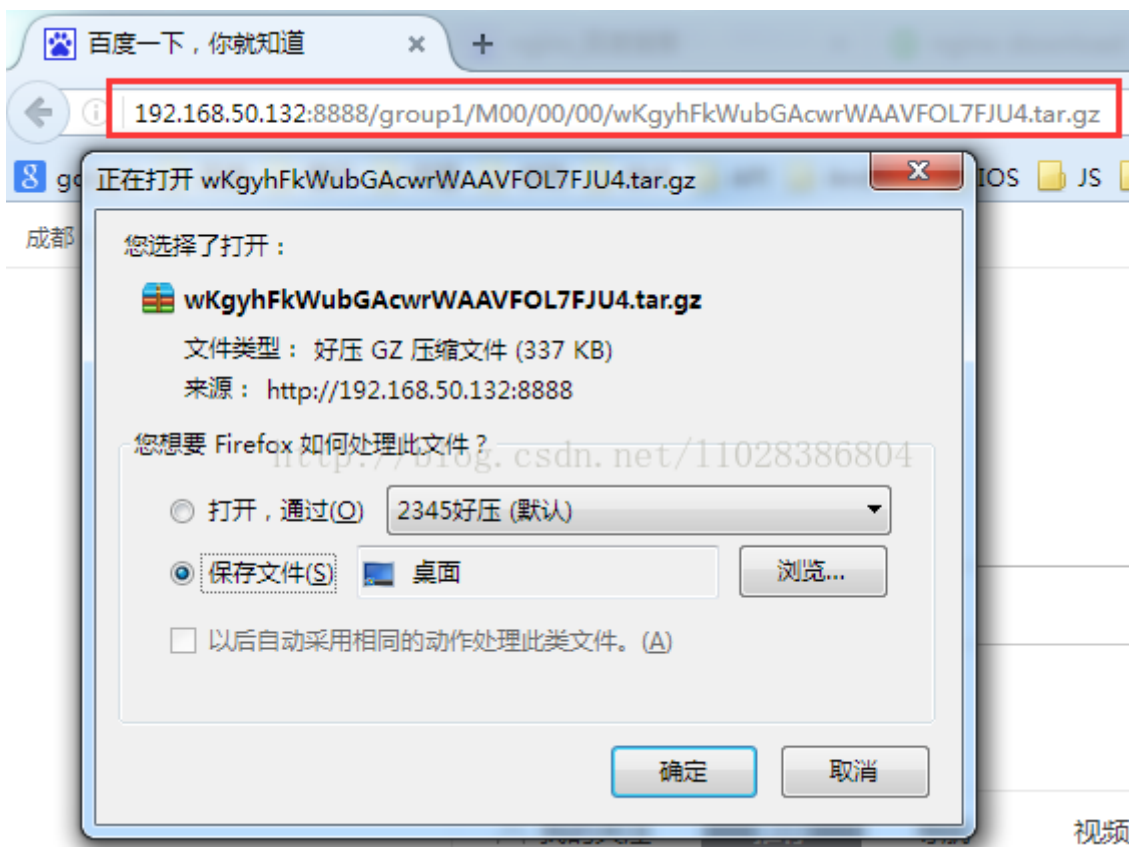 百度一下，你就知道
192.168.50.132:8888/group1/M00/00/00/wKgyhFkWubGAcwrWAAVFOL7FJU4.tar.gz
正在打开 wKgyhFkWubGAcwrWAAVFOL7FJU4.tar.gz
IOS JS
成都
您选择了打开：
wKgyhFkWubGAcwrWAAVFOL7FJU4.tar.gz
文件类型： 好压 GZ 压缩文件 (337 KB)
来源： http://192.168.50.132:8888
您想要 Firefox 如何处理此文件？
http://blog.csdn.net/11028386804
打开，通过(O) 2345好压 (默认)
保存文件(S) 桌面 浏览...
以后自动采用相同的动作处理此类文件。(A)
确定 取消
视频